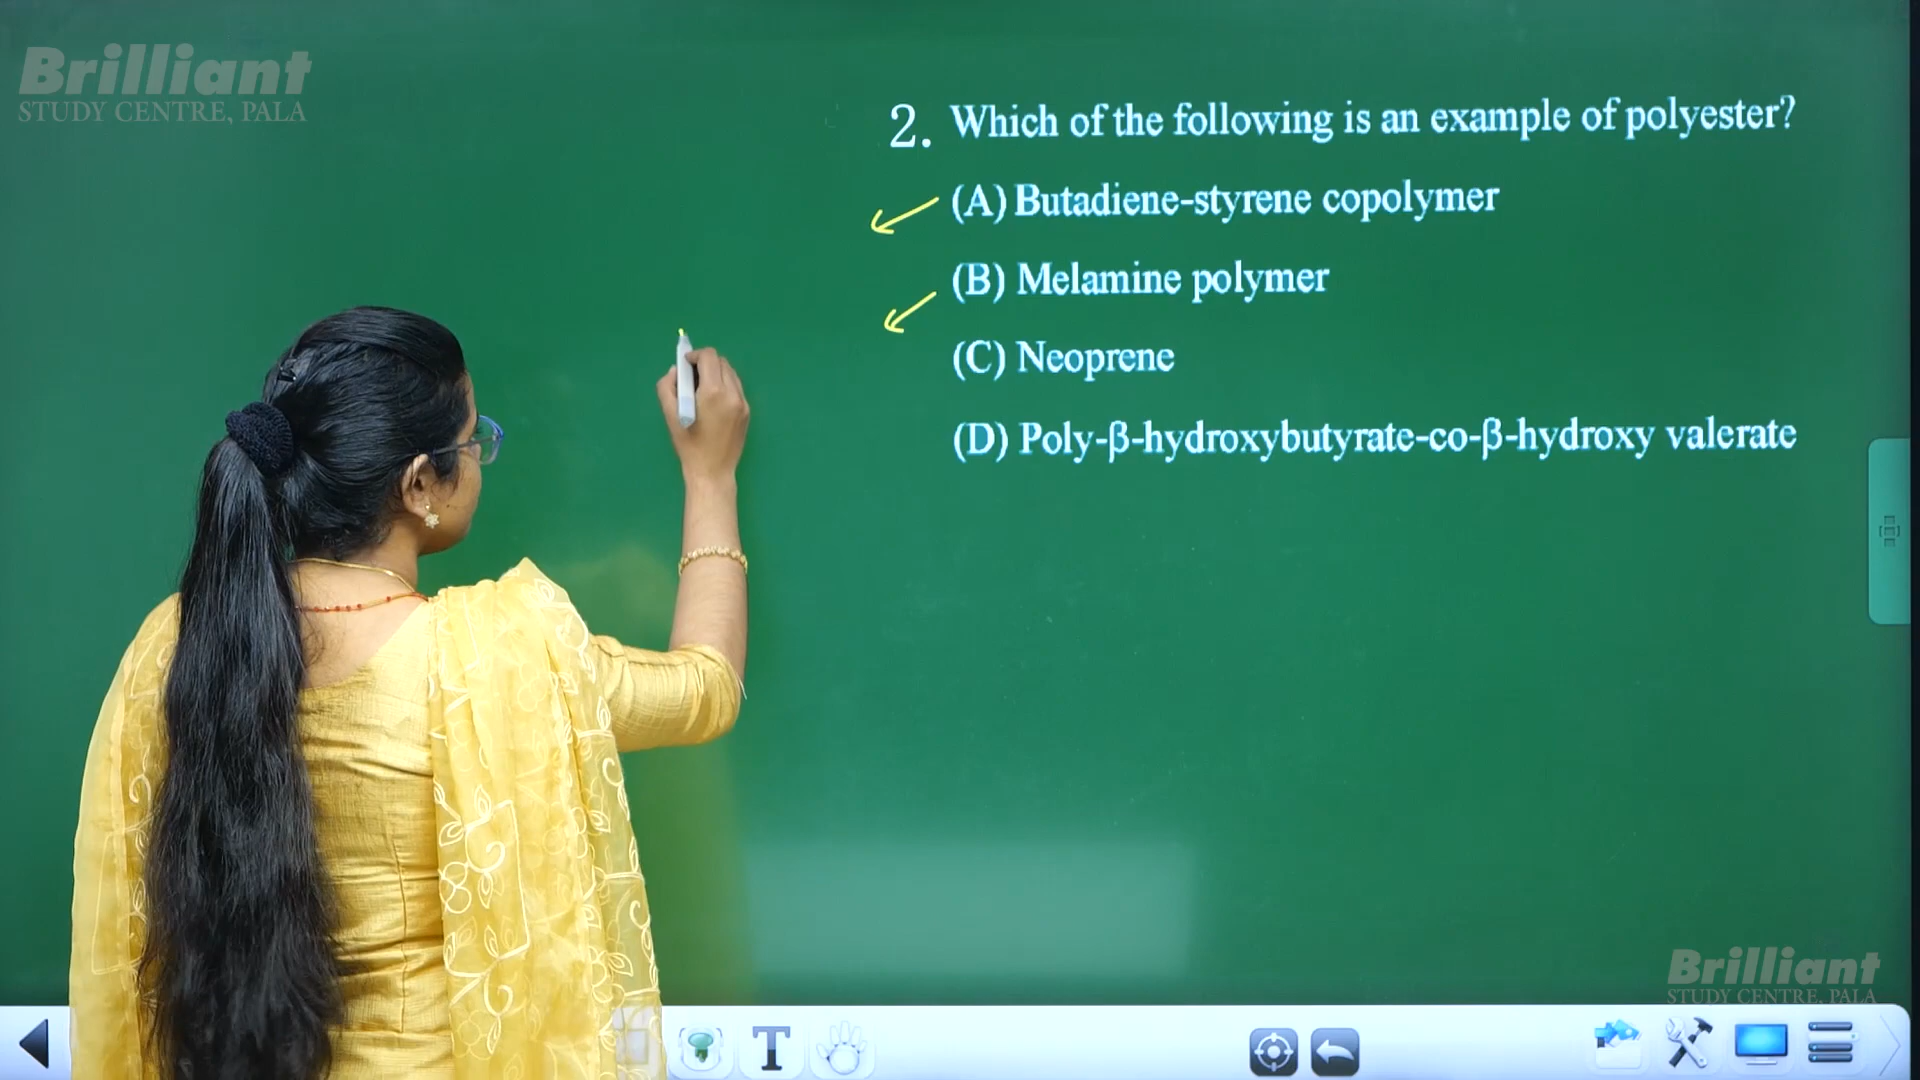 Brilliant
STUDY CENTRE, PALA
2. Which of the following is an example of polyester?
(A) Butadiene-styrene copolymer
(B) Melamine polymer
(C) Neoprene
(D) Poly-β-hydroxybutyrate-co-β-hydroxy valerate
Brilliant
STUDY CENTRE, PALA
T